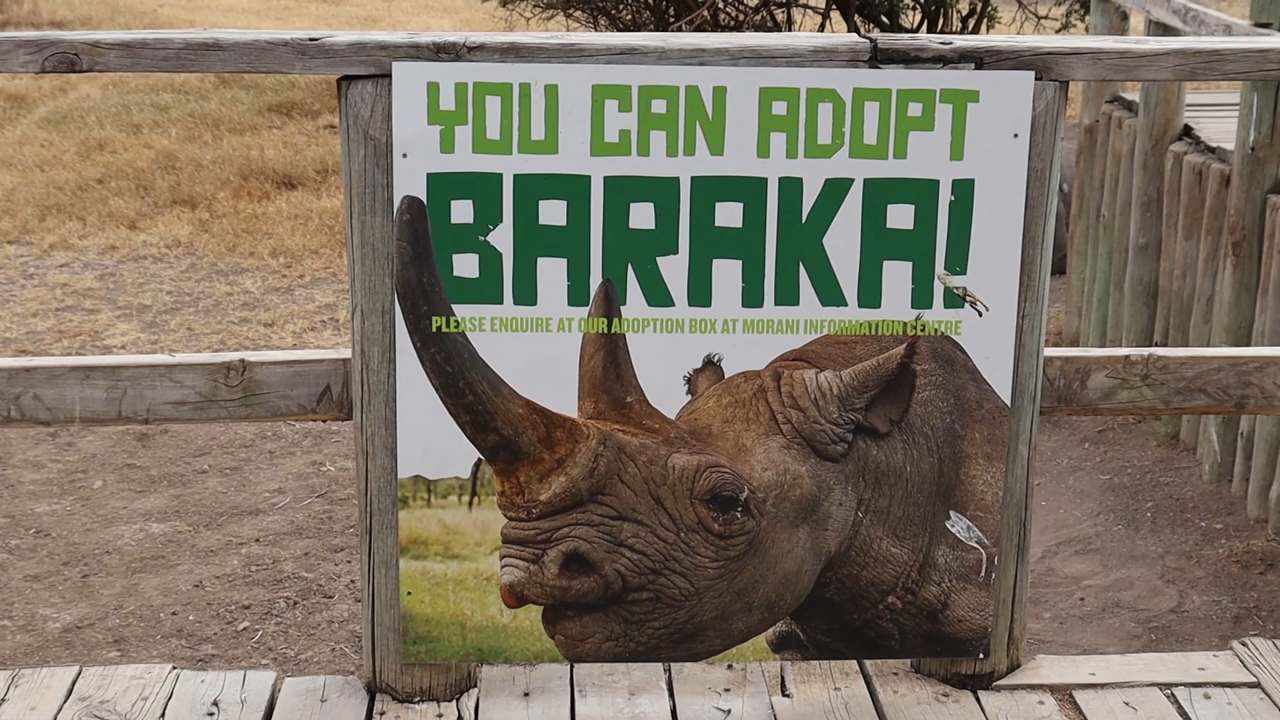 YOU CAN ADOPT
BARAKA!
PLEASE ENQUIRE AT OUR ADOPTION BOX AT MORANI INFORMATION CENTRE